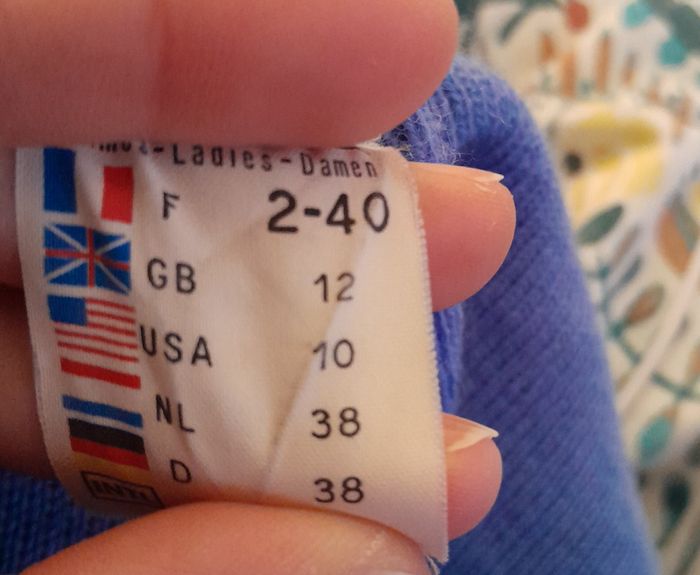 -Ladies-Damen
F 2-40
GB 12
USA 10
NL 38
D 38